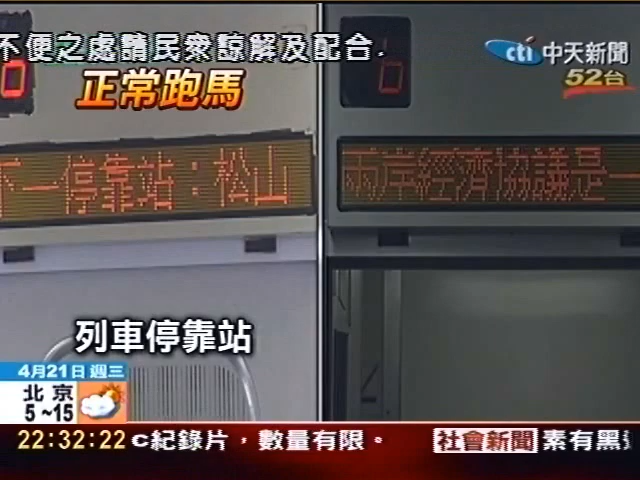 不便之處請民眾諒解及配合.
cti 中天新聞
52台
正常跑馬
下一停靠站：松山
兩岸經濟協議是一
列車停靠站
4月21日 週三
北京
5~15
22:32:22 C紀錄片，數量有限。 社會新聞 素有黑